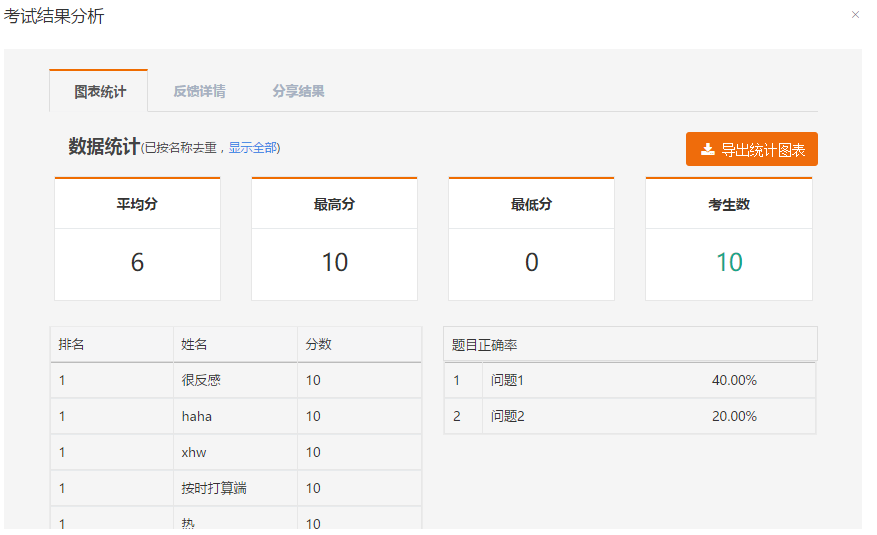 考试结果分析 ×
图表统计 反馈详情 分享结果
数据统计(已按名称去重，显示全部) 导出统计图表
平均分 最高分 最低分 考生数
6 10 0 10
排名 姓名 分数
1 很反感 10
1 haha 10
1 xhw 10
1 按时打算端 10
1 热 10
题目正确率
1 问题1 40.00%
2 问题2 20.00%